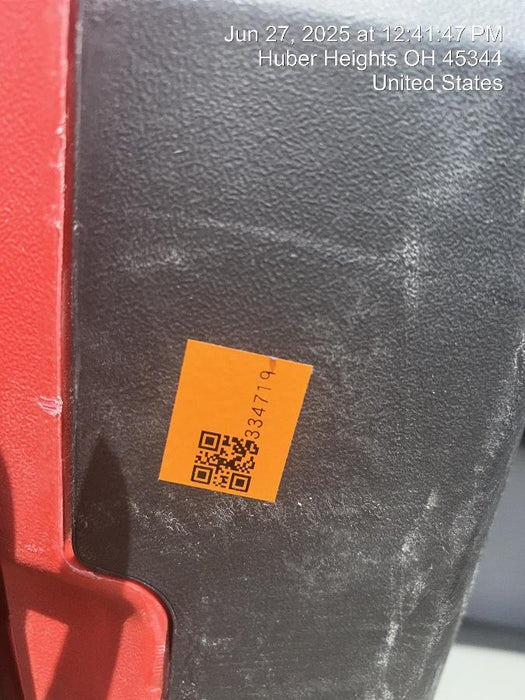 Jun 27, 2025 at 12:41:47 PM
Huber Heights OH 45344
United States
334719